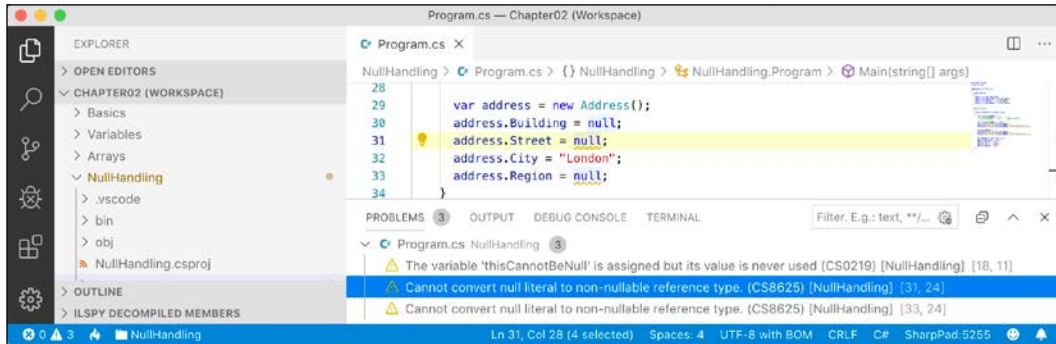 Program.cs — Chapter02 (Workspace)
EXPLORER
> OPEN EDITORS
CHAPTER02 (WORKSPACE)
> Basics
> Variables
> Arrays
NullHandling
> .vscode
> bin
> obj
NullHandling.csproj
> OUTLINE
> ILSPY DECOMPILED MEMBERS
Program.cs ×
NullHandling > Program.cs > {} NullHandling > NullHandling.Program > Main(string[] args)
28
29 var address = new Address();
30 address.Building = null;
31 address.Street = null;
32 address.City = "London";
33 address.Region = null;
34 }
PROBLEMS 3 OUTPUT DEBUG CONSOLE TERMINAL Filter. E.g.: text, **/...
Program.cs NullHandling 3
The variable 'thisCannotBeNull' is assigned but its value is never used (CS0219) [NullHandling] [18, 11]
Cannot convert null literal to non-nullable reference type. (CS8625) [NullHandling] [31, 24]
Cannot convert null literal to non-nullable reference type. (CS8625) [NullHandling] [33, 24]
0 3 NullHandling Ln 31, Col 28 (4 selected) Spaces: 4 UTF-8 with BOM CRLF C# SharpPad:5255